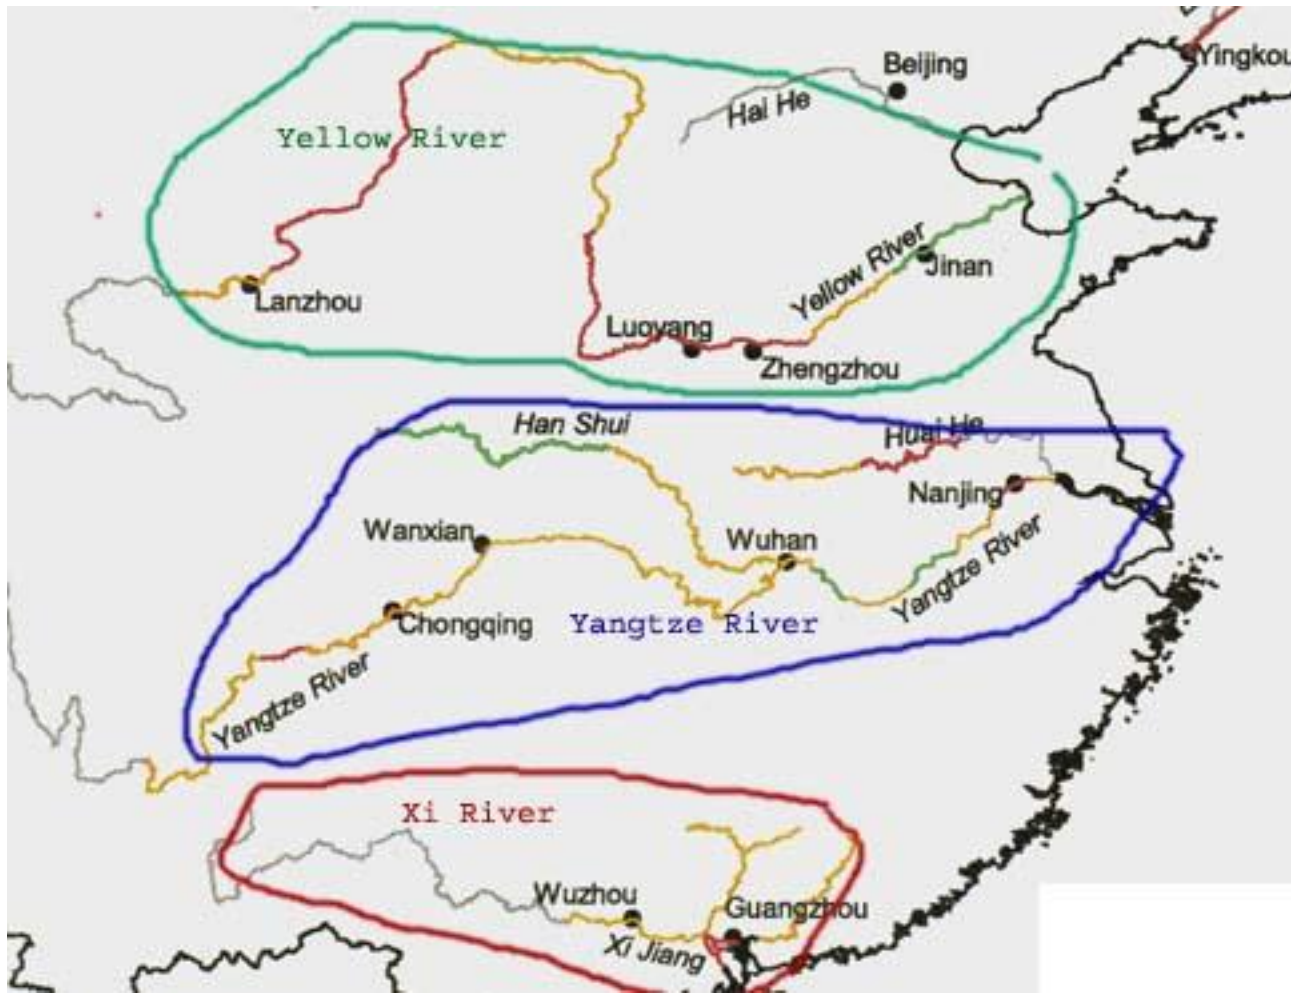 Beijing
Yingkou
Hai He
Yellow River
Yellow River
Jinan
Lanzhou
Luoyang
Zhengzhou
Han Shui
Huai He
Nanjing
Wanxian
Wuhan
Chongqing
Yangtze River
Yangtze River
Yangtze River
Xi River
Wuzhou
Guangzhou
Xi Jiang